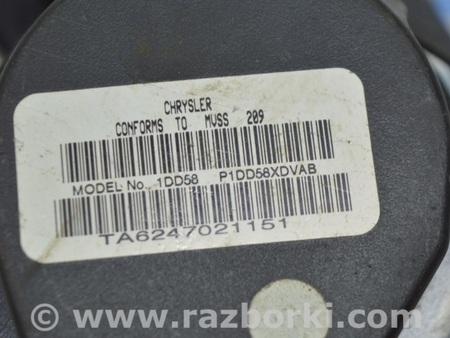 CHRYSLER
CONFORMS TO MVSS 209
MODEL No. 1DD58 P1DD58XDVAB
TA6247021151
© www.razborki.com